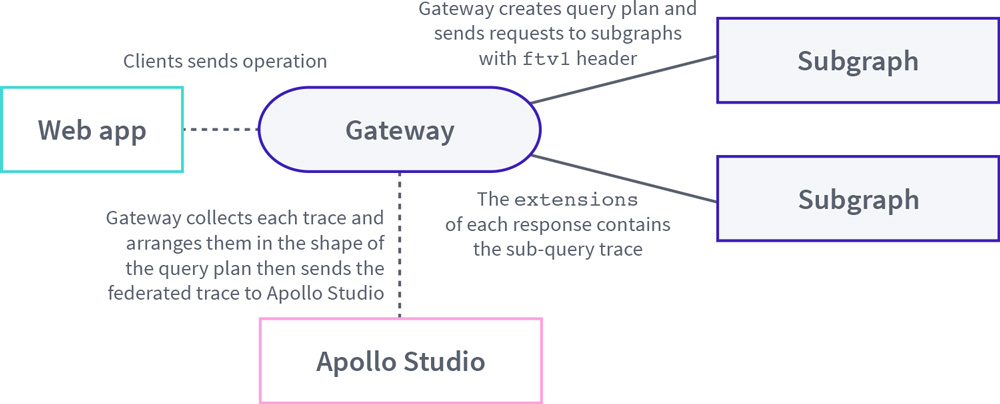 Gateway creates query plan and
sends requests to subgraphs
with ftv1 header
Clients sends operation
Subgraph
Web app
Gateway
Subgraph
The extensions
of each response contains
the sub-query trace
Gateway collects each trace and
arranges them in the shape of
the query plan then sends the
federated trace to Apollo Studio
Apollo Studio